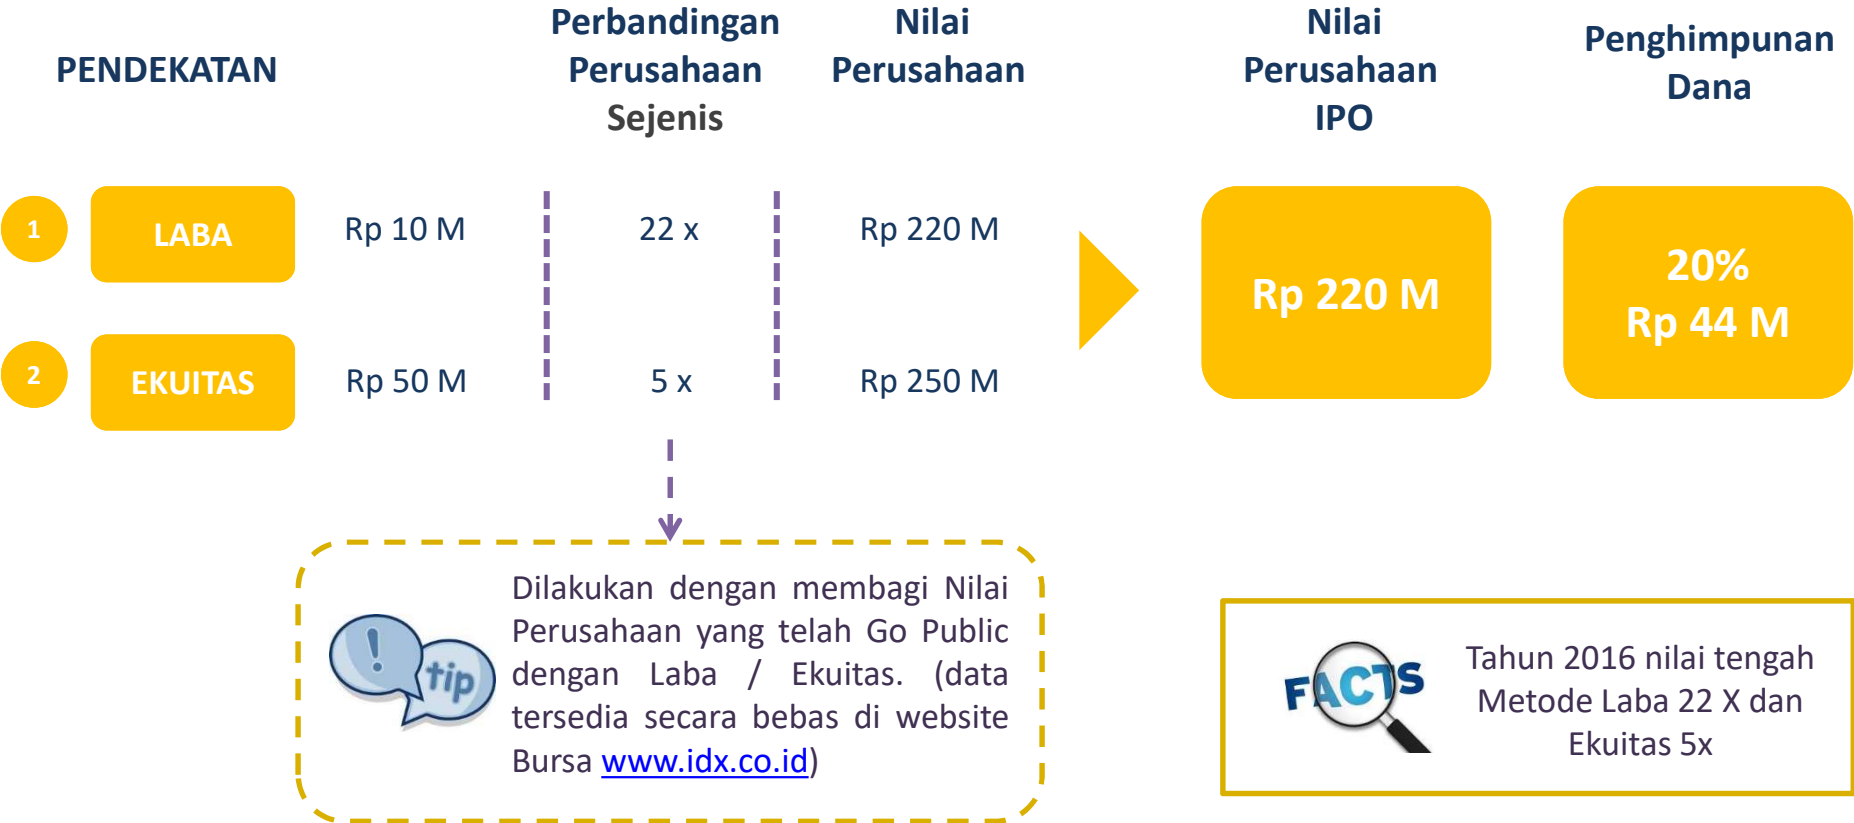 PENDEKATAN
Perbandingan
Perusahaan
Sejenis
Nilai
Perusahaan
Nilai
Perusahaan
IPO
Penghimpunan
Dana
1
LABA
Rp 10 M
22 x
Rp 220 M
2
EKUITAS
Rp 50 M
5 x
Rp 250 M
Rp 220 M
20%
Rp 44 M
!
tip
Dilakukan dengan membagi Nilai
Perusahaan yang telah Go Public
dengan Laba / Ekuitas. (data
tersedia secara bebas di website
Bursa www.idx.co.id)
FACTS
Tahun 2016 nilai tengah
Metode Laba 22 X dan
Ekuitas 5x